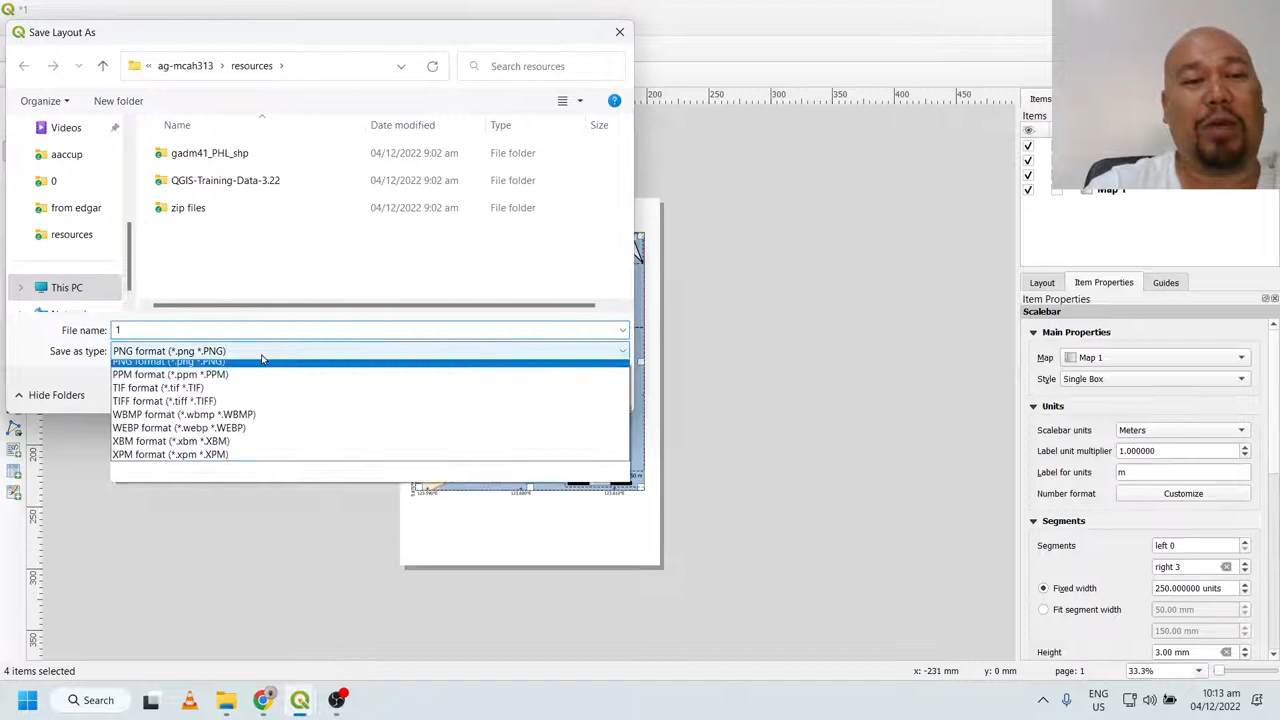 *1
Save Layout As
ag-mcah313 > resources >
Search resources
Organize
New folder
Videos
aaccup
0
from edgar
resources
This PC
Name
Date modified
Type
Size
gadm41_PHL_shp
04/12/2022 9:02 am
File folder
QGIS-Training-Data-3.22
04/12/2022 9:02 am
File folder
zip files
04/12/2022 9:02 am
File folder
File name:
1
Save as type:
PNG format (*.png *.PNG)
PNG format (*.png *.PNG)
PPM format (*.ppm *.PPM)
TIF format (*.tif *.TIF)
TIFF format (*.tiff *.TIFF)
WBMP format (*.wbmp *.WBMP)
WEBP format (*.webp *.WEBP)
XBM format (*.xbm *.XBM)
XPM format (*.xpm *.XPM)
Hide Folders
200
250
300
350
400
450
200
250
300
350
Items
Items
Map 1
Layout
Item Properties
Guides
Item Properties
Scalebar
Main Properties
Map
Map 1
Style
Single Box
Units
Scalebar units
Meters
Label unit multiplier
1.000000
Label for units
m
Number format
Customize
Segments
Segments
left 0
right 3
Fixed width
250.000000 units
Fit segment width
50.00 mm
150.00 mm
Height
3.00 mm
4 items selected
x: -231 mm
y: 0 mm
page: 1
33.3%
Search
ENG
US
10:13 am
04/12/2022